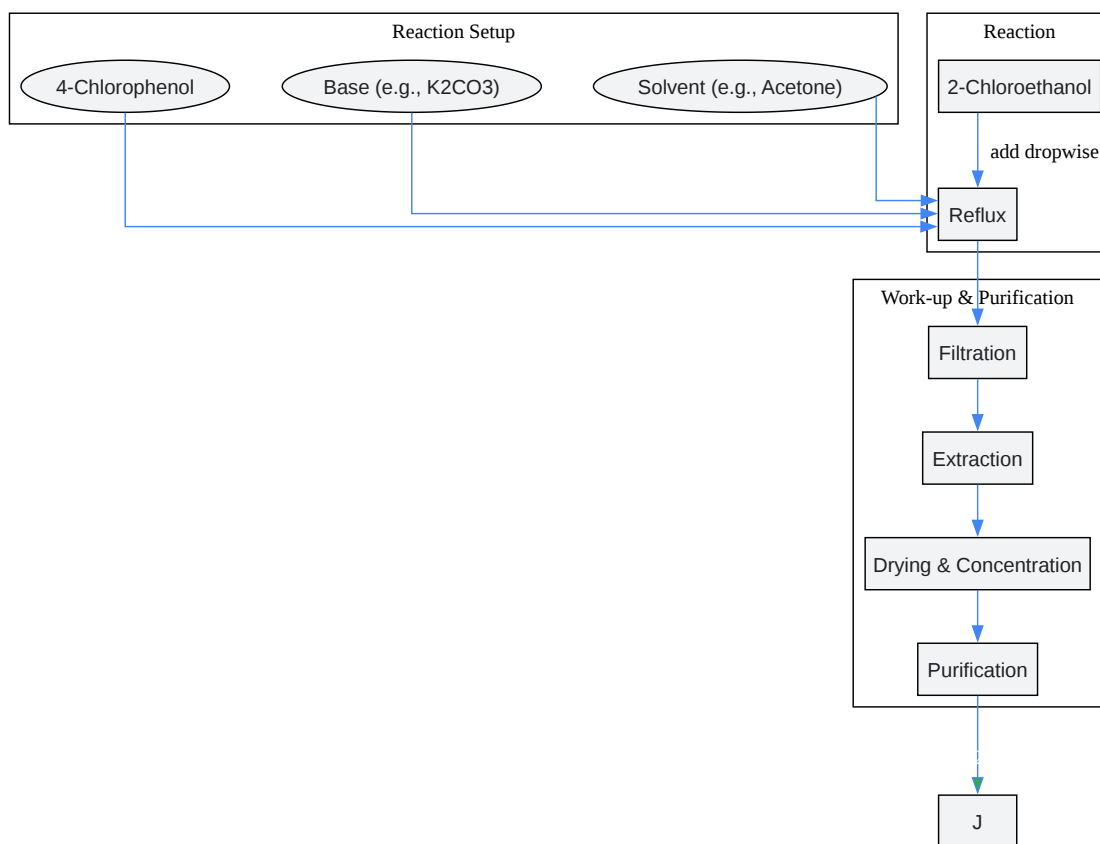 Reaction Setup
4-Chlorophenol
Base (e.g., K2CO3)
Solvent (e.g., Acetone)
Reaction
2-Chloroethanol
add dropwise
Reflux
Work-up & Purification
Filtration
Extraction
Drying & Concentration
Purification
J